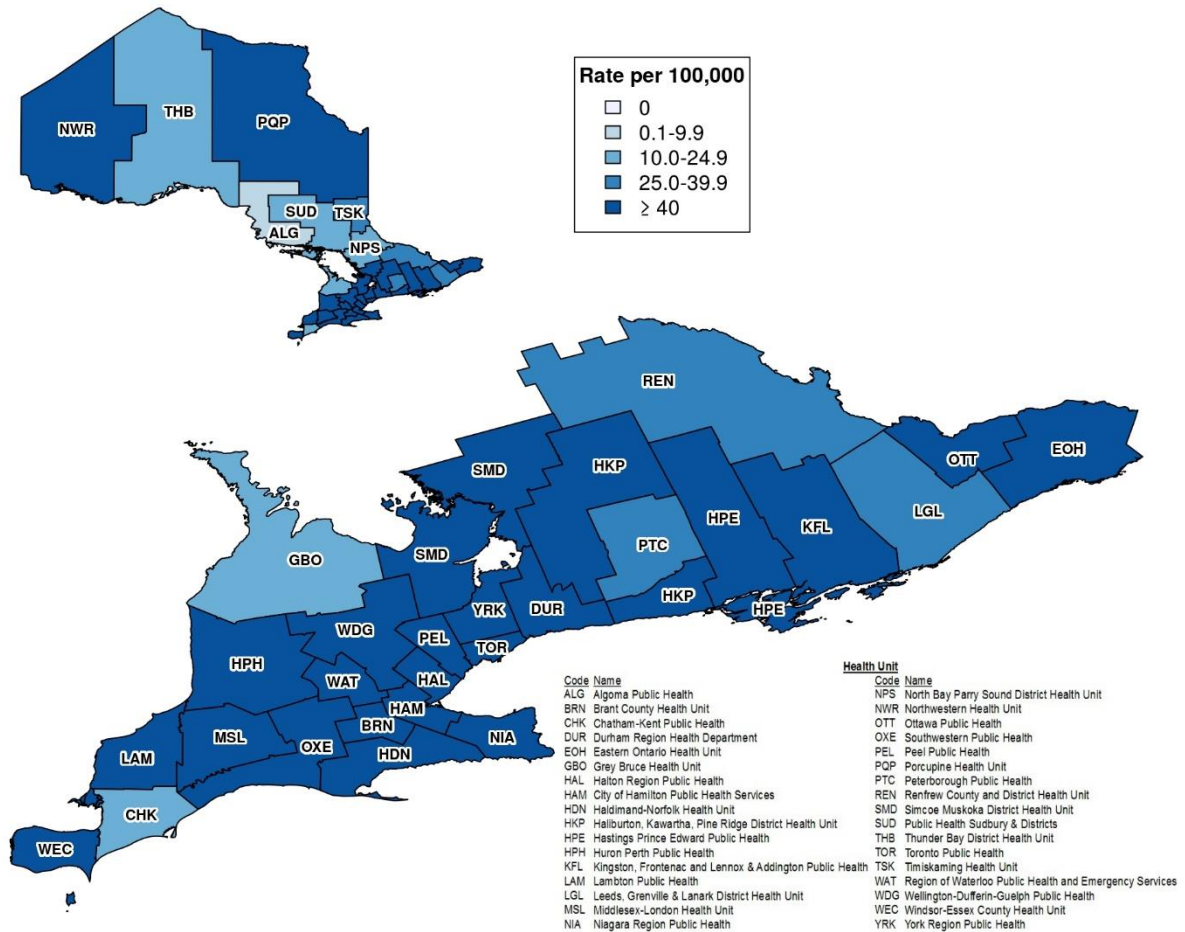 Rate per 100,000
0
0.1-9.9
10.0-24.9
25.0-39.9
≥ 40
NWR
THB
PQP
SUD
TSK
ALG
NPS
REN
SMD
HKP
OTT
EOH
HPE
KFL
LGL
PTC
GBO
SMD
HKP
HPE
YRK
DUR
WDG
PEL
TOR
HPH
WAT
HAL
HAM
BRN
MSL
OXE
HDN
NIA
LAM
CHK
WEC
Health Unit
Code Name
ALG Algoma Public Health
BRN Brant County Health Unit
CHK Chatham-Kent Public Health
DUR Durham Region Health Department
EOH Eastern Ontario Health Unit
GBO Grey Bruce Health Unit
HAL Halton Region Public Health
HAM City of Hamilton Public Health Services
HDN Haldimand-Norfolk Health Unit
HKP Haliburton, Kawartha, Pine Ridge District Health Unit
HPE Hastings Prince Edward Public Health
HPH Huron Perth Public Health
KFL Kingston, Frontenac and Lennox & Addington Public Health
LAM Lambton Public Health
LGL Leeds, Grenville & Lanark District Health Unit
MSL Middlesex-London Health Unit
NIA Niagara Region Public Health
Code Name
NPS North Bay Parry Sound District Health Unit
NWR Northwestern Health Unit
OTT Ottawa Public Health
OXE Southwestern Public Health
PEL Peel Public Health
PQP Porcupine Health Unit
PTC Peterborough Public Health
REN Renfrew County and District Health Unit
SMD Simcoe Muskoka District Health Unit
SUD Public Health Sudbury & Districts
THB Thunder Bay District Health Unit
TOR Toronto Public Health
TSK Timiskaming Health Unit
WAT Region of Waterloo Public Health and Emergency Services
WDG Wellington-Dufferin-Guelph Public Health
WEC Windsor-Essex County Health Unit
YRK York Region Public Health